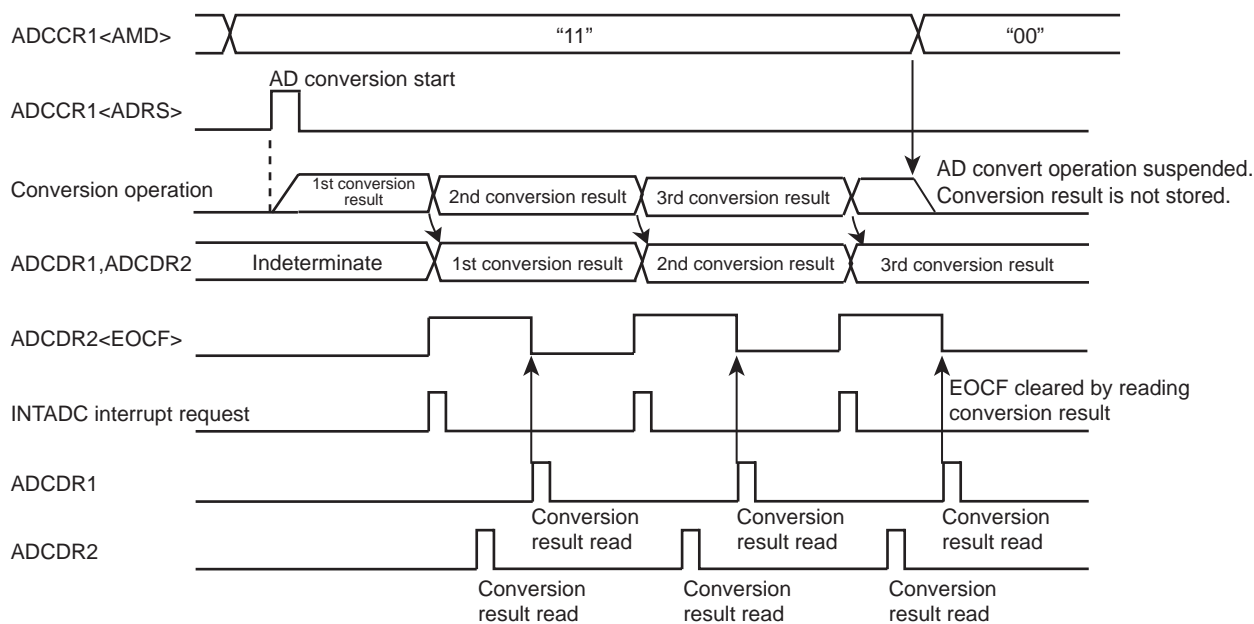 ADCCR1<AMD>
“11”
“00”
AD conversion start
ADCCR1<ADRS>
AD convert operation suspended.
Conversion result is not stored.
Conversion operation
1st conversion
result
2nd conversion result
3rd conversion result
ADCDR1,ADCDR2
Indeterminate
1st conversion result
2nd conversion result
3rd conversion result
ADCDR2<EOCF>
EOCF cleared by reading
conversion result
INTADC interrupt request
ADCDR1
Conversion
result read
Conversion
result read
Conversion
result read
ADCDR2
Conversion
result read
Conversion
result read
Conversion
result read